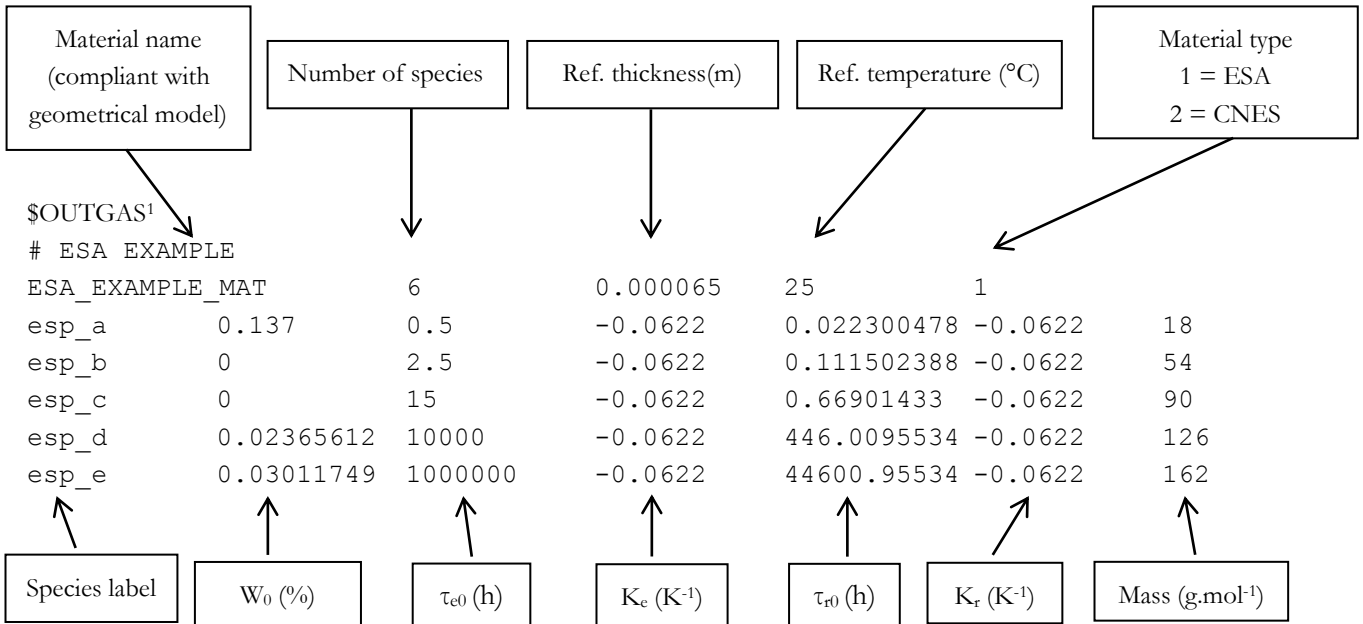 Material name
(compliant with
geometrical model)
Number of species
Ref. thickness(m)
Ref. temperature (°C)
Material type
1 = ESA
2 = CNES
$OUTGAS¹
# ESA EXAMPLE
ESA_EXAMPLE_MAT 6 0.000065 25 1
esp_a 0.137 0.5 -0.0622 0.022300478 -0.0622 18
esp_b 0 2.5 -0.0622 0.111502388 -0.0622 54
esp_c 0 15 -0.0622 0.66901433 -0.0622 90
esp_d 0.02365612 10000 -0.0622 446.0095534 -0.0622 126
esp_e 0.03011749 1000000 -0.0622 44600.95534 -0.0622 162
Species label
W₀ (%)
τₑ₀ (h)
Kₑ (K⁻¹)
τᵣ₀ (h)
Kᵣ (K⁻¹)
Mass (g.mol⁻¹)